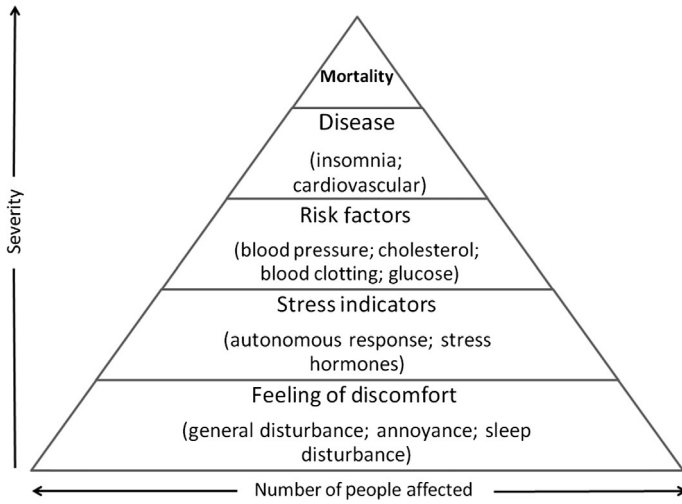 Mortality
Disease
(insomnia;
cardiovascular)
Risk factors
(blood pressure; cholesterol;
blood clotting; glucose)
Stress indicators
(autonomous response; stress
hormones)
Feeling of discomfort
(general disturbance; annoyance; sleep
disturbance)
Severity
Number of people affected